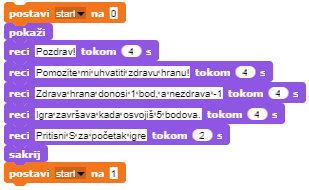 postavi start na 0
pokaži
reci Pozdrav! tokom 4 s
reci Pomozite mi uhvatiti zdravu hranu! tokom 4 s
reci Zdrava hrana donosi 1 bod, a nezdrava -1 tokom 4 s
reci Igra završava kada osvojiš 5 bodova. tokom 4 s
reci Pritisni S za početak igre tokom 2 s
sakrij
postavi start na 1